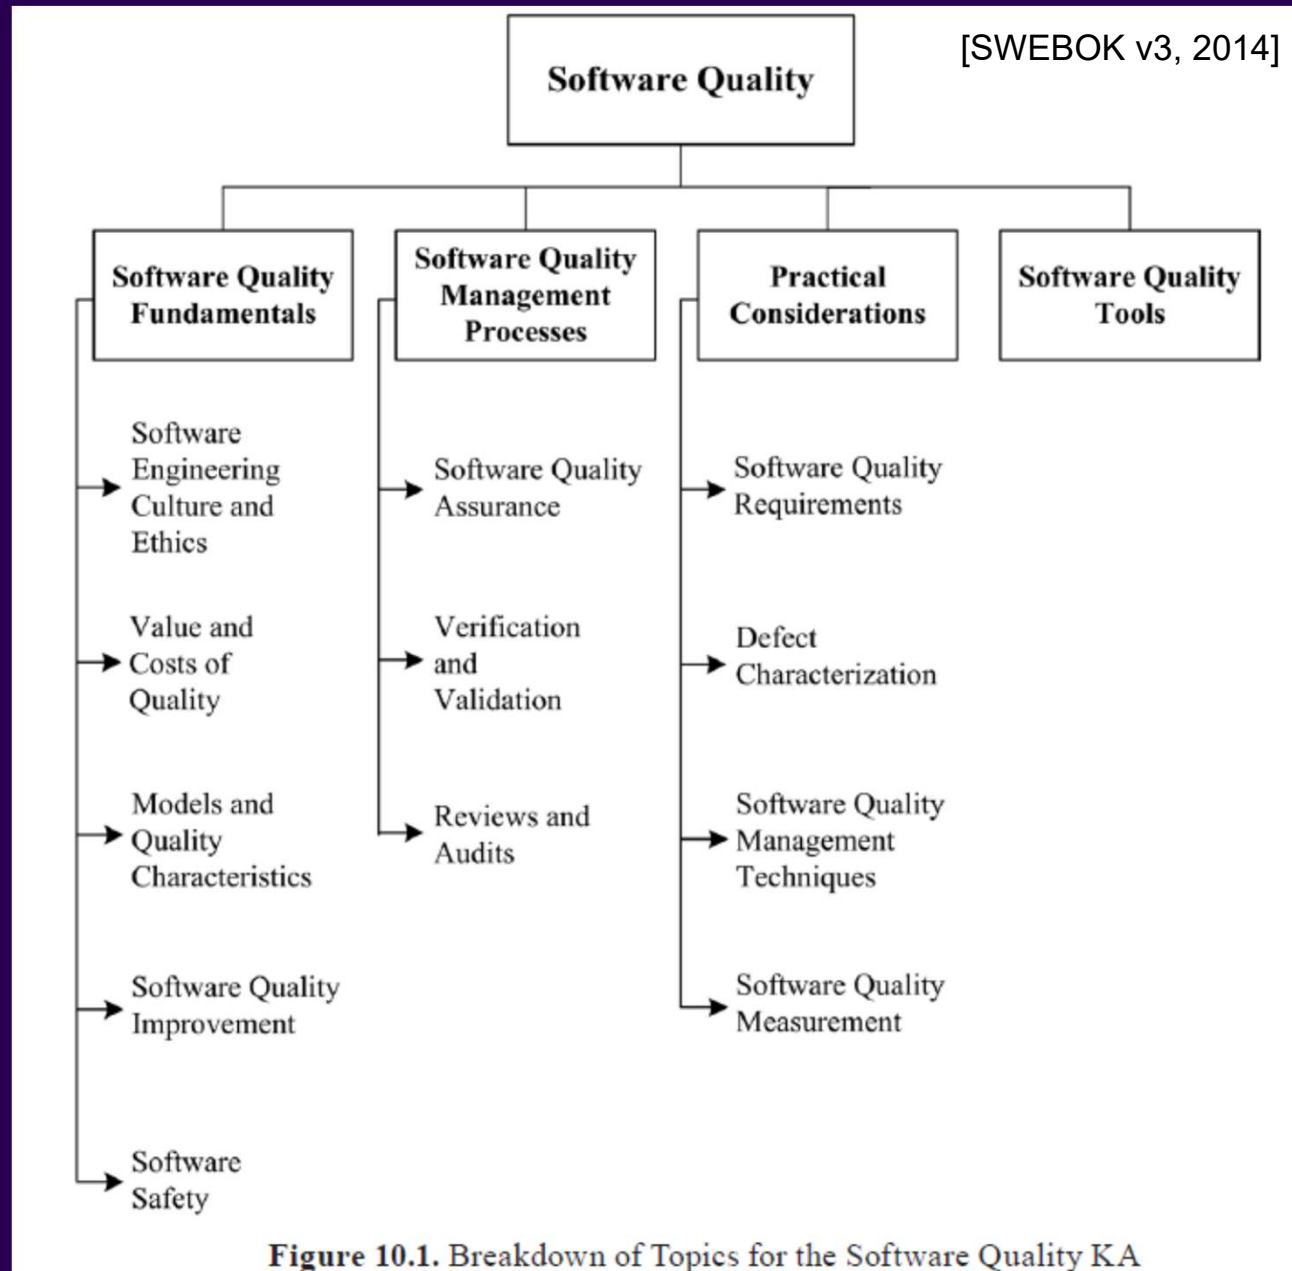 [SWEBOK v3, 2014]
Software Quality
Software Quality
Fundamentals
Software
Engineering
Culture and
Ethics
Value and
Costs of
Quality
Models and
Quality
Characteristics
Software Quality
Improvement
Software
Safety
Software Quality
Management
Processes
Software Quality
Assurance
Verification
and
Validation
Reviews and
Audits
Practical
Considerations
Software Quality
Requirements
Defect
Characterization
Software Quality
Management
Techniques
Software Quality
Measurement
Software Quality
Tools
Figure 10.1. Breakdown of Topics for the Software Quality KA